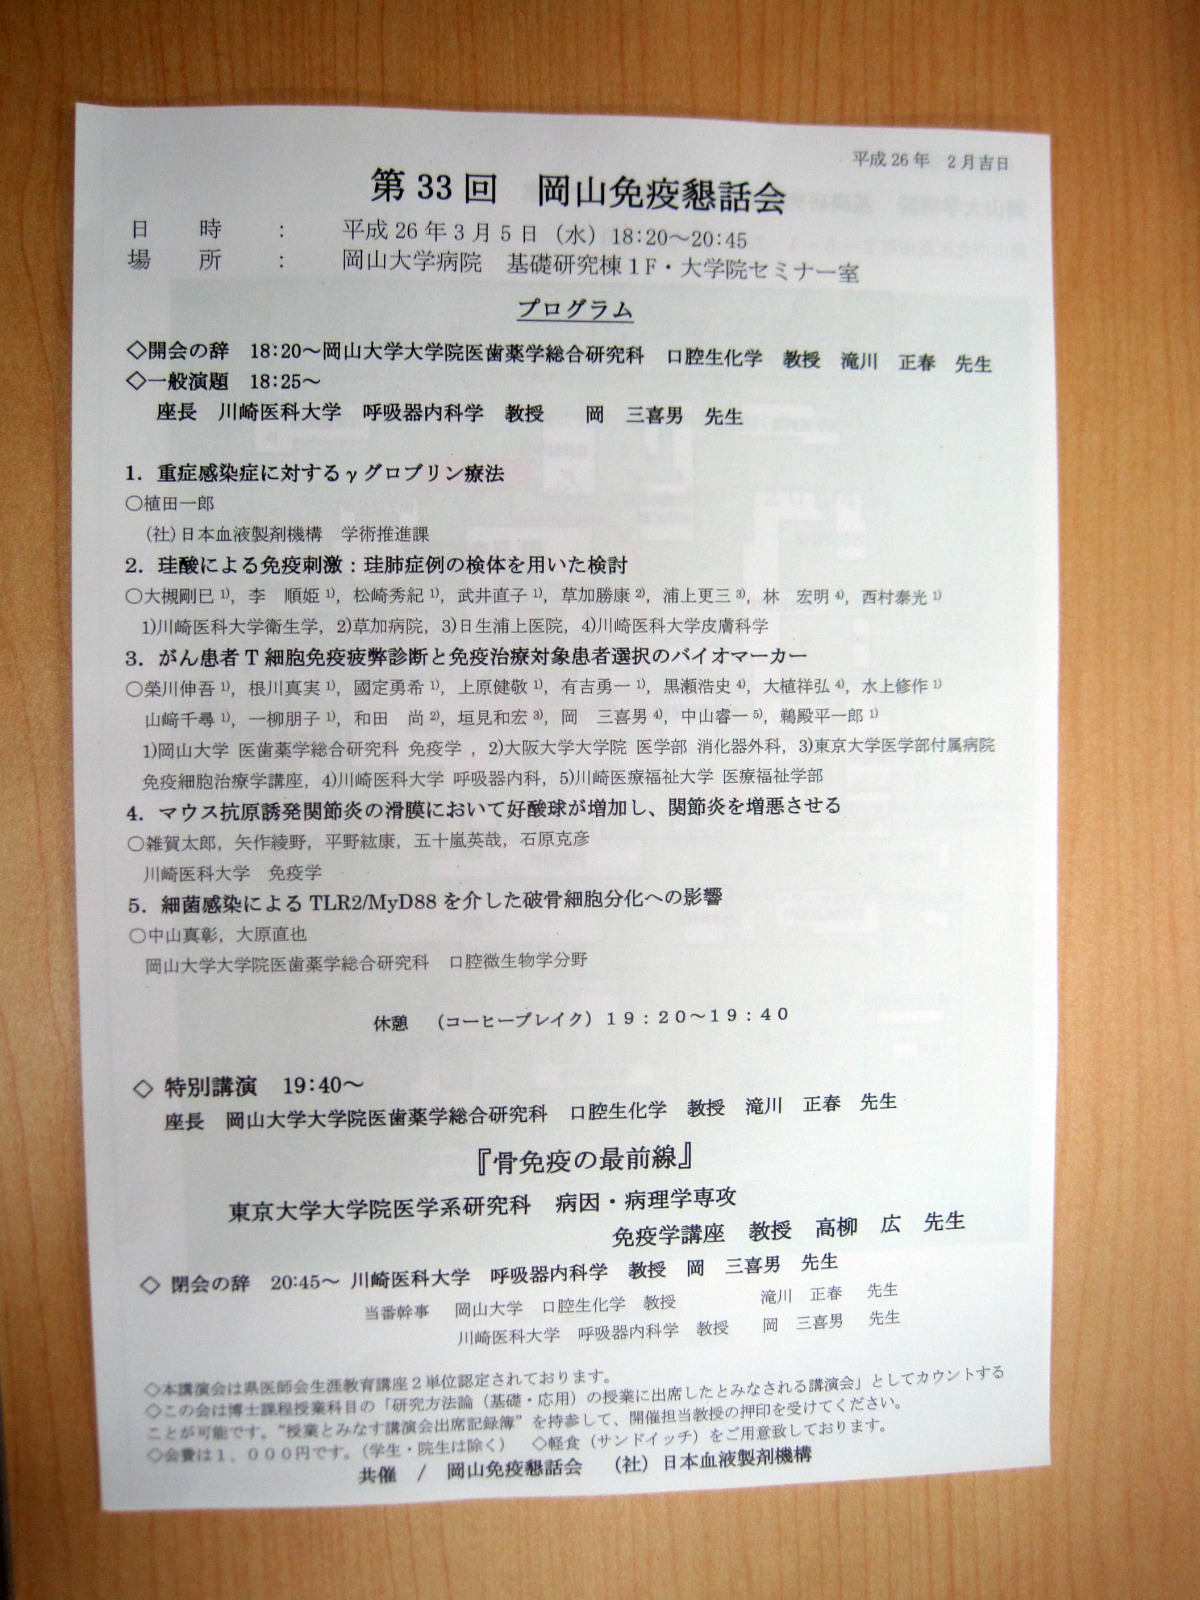 平成26年　2月吉日
第33回　岡山免疫懇話会
日　時　：　平成26年3月5日（水）18:20～20:45
場　所　：　岡山大学病院　基礎研究棟1F・大学院セミナー室
プログラム
◇開会の辞　18:20～岡山大学大学院医歯薬学総合研究科　口腔生化学　教授　滝川　正春　先生
◇一般演題　18:25～
座長　川崎医科大学　呼吸器内科学　教授　岡　三喜男　先生
1．重症感染症に対するγグロブリン療法
○植田一郎
（社）日本血液製剤機構　学術推進課
2．珪酸による免疫刺激：珪肺症例の検体を用いた検討
○大槻剛巳 1)，李　順姫 1)，松崎秀紀 1)，武井直子 1)，草加勝康 2)，浦上更三 3)，林　宏明 4)，西村泰光 1)
1)川崎医科大学衛生学，2)草加病院，3)日生浦上医院，4)川崎医科大学皮膚科学
3．がん患者T細胞免疫疲弊診断と免疫治療対象患者選択のバイオマーカー
○榮川伸吾 1)，根川真実 1)，國定勇希 1)，上原健敬 1)，有吉勇一 1)，黒瀬浩史 4)，大植祥弘 4)，水上修作 1)
山﨑千尋 1)，一柳朋子 1)，和田　尚 2)，垣見和宏 3)，岡　三喜男 4)，中山睿一 5)，鵜殿平一郎 1)
1)岡山大学 医歯薬学総合研究科 免疫学，2)大阪大学大学院 医学部 消化器外科，3)東京大学医学部付属病院
免疫細胞治療学講座，4)川崎医科大学 呼吸器内科，5)川崎医療福祉大学 医療福祉学部
4．マウス抗原誘発関節炎の滑膜において好酸球が増加し、関節炎を増悪させる
○雑賀太郎，矢作綾野，平野紘康，五十嵐英哉，石原克彦
川崎医科大学　免疫学
5．細菌感染によるTLR2/MyD88を介した破骨細胞分化への影響
○中山真彰，大原直也
岡山大学大学院医歯薬学総合研究科　口腔微生物学分野
休憩　（コーヒーブレイク）19：20～19：40
◇ 特別講演　19:40～
座長　岡山大学大学院医歯薬学総合研究科　口腔生化学　教授　滝川　正春　先生
『骨免疫の最前線』
東京大学大学院医学系研究科　病因・病理学専攻
免疫学講座　教授　高柳　広　先生
◇ 閉会の辞　20:45～ 川崎医科大学　呼吸器内科学　教授　岡　三喜男　先生
当番幹事　岡山大学　口腔生化学　教授　滝川　正春　先生
川崎医科大学　呼吸器内科学　教授　岡　三喜男　先生
◇本講演会は県医師会生涯教育講座2単位認定されております。
◇この会は博士課程授業科目の「研究方法論（基礎・応用）の授業に出席したとみなされる講演会」としてカウントする
ことが可能です。"授業とみなす講演会出席記録簿"を持参して、開催担当教授の押印を受けてください。
◇会費は1，000円です。（学生・院生は除く）　◇軽食（サンドイッチ）をご用意致しております。
共催　/　岡山免疫懇話会　（社）日本血液製剤機構